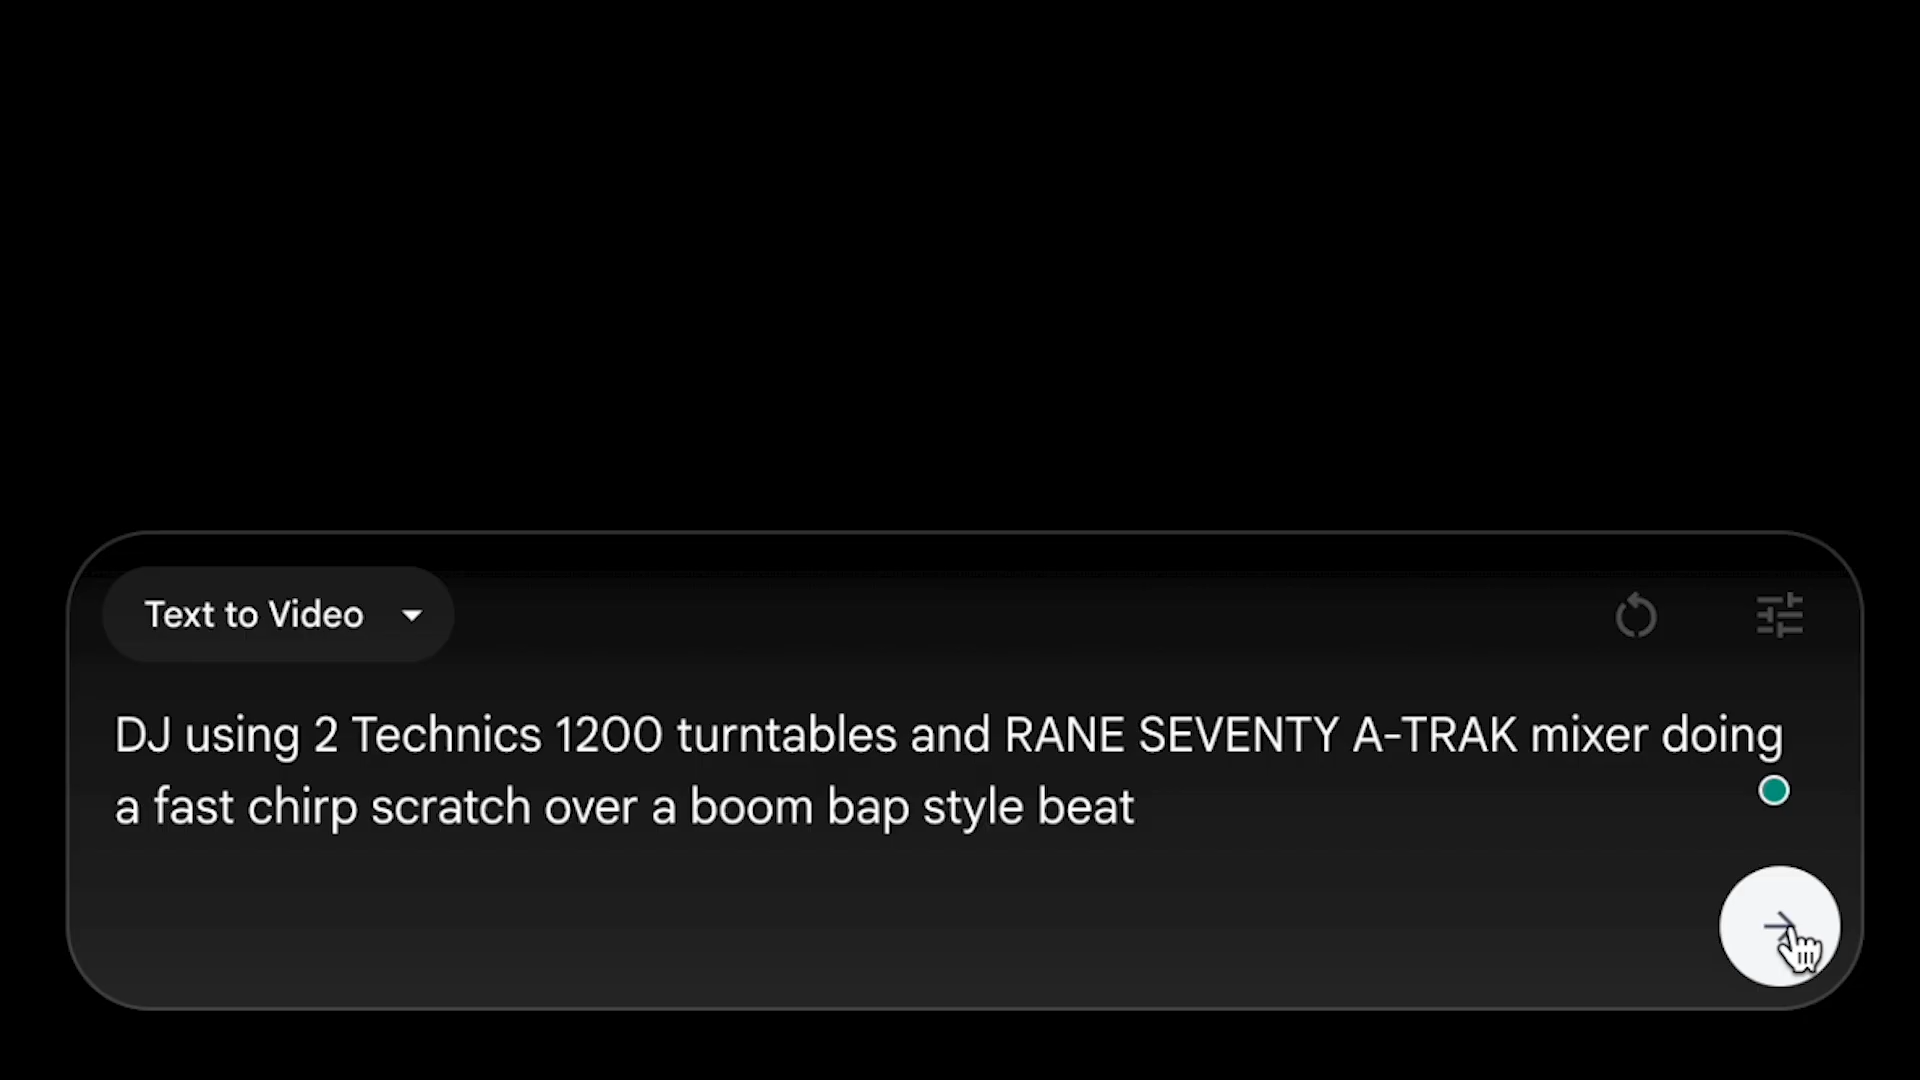 Text to Video
DJ using 2 Technics 1200 turntables and RANE SEVENTY A-TRAK mixer doing
a fast chirp scratch over a boom bap style beat